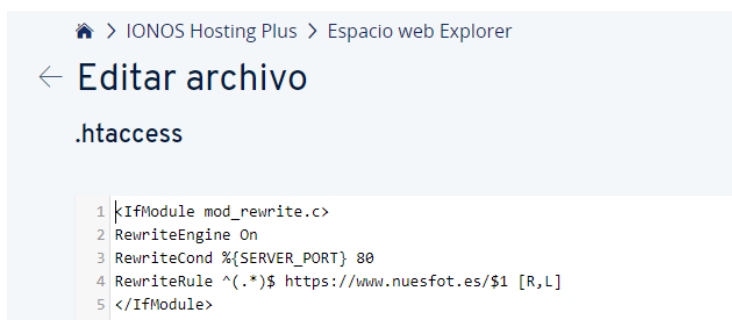 > IONOS Hosting Plus > Espacio web Explorer
← Editar archivo
.htaccess
1 <IfModule mod_rewrite.c>
2 RewriteEngine On
3 RewriteCond %{SERVER_PORT} 80
4 RewriteRule ^(.*)$ https://www.nuesfot.es/$1 [R,L]
5 </IfModule>